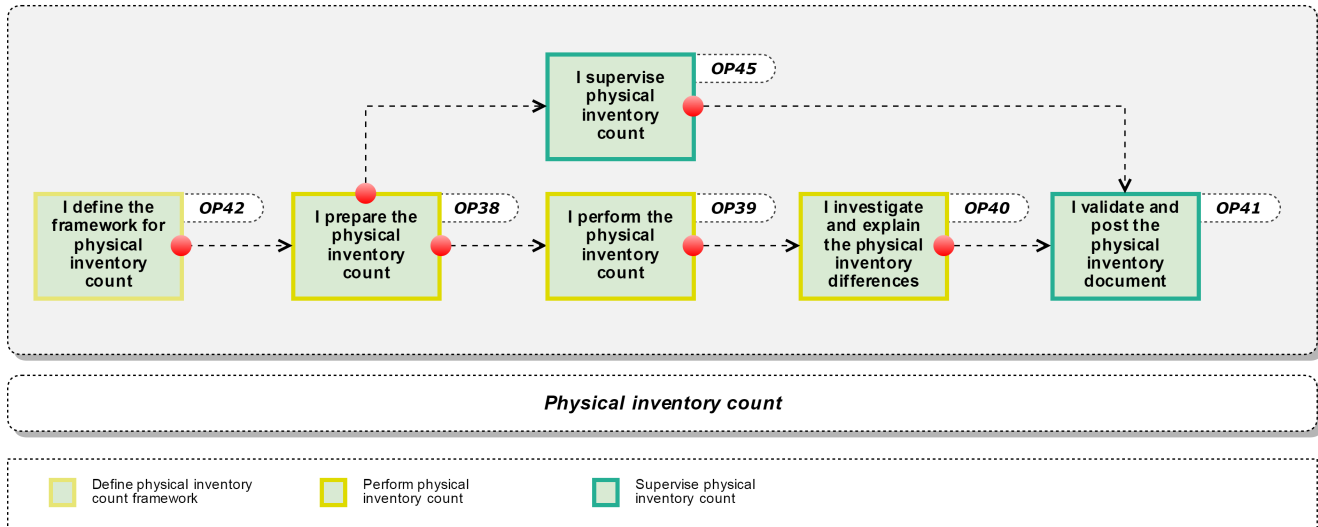 I supervise
physical
inventory
count
OP45
I define the
framework for
physical
inventory
count
OP42
I prepare the
physical
inventory
count
OP38
I perform the
physical
inventory
count
OP39
I investigate
and explain
the physical
inventory
differences
OP40
I validate and
post the
physical
inventory
document
OP41
Physical inventory count
Define physical inventory
count framework
Perform physical
inventory count
Supervise physical
inventory count